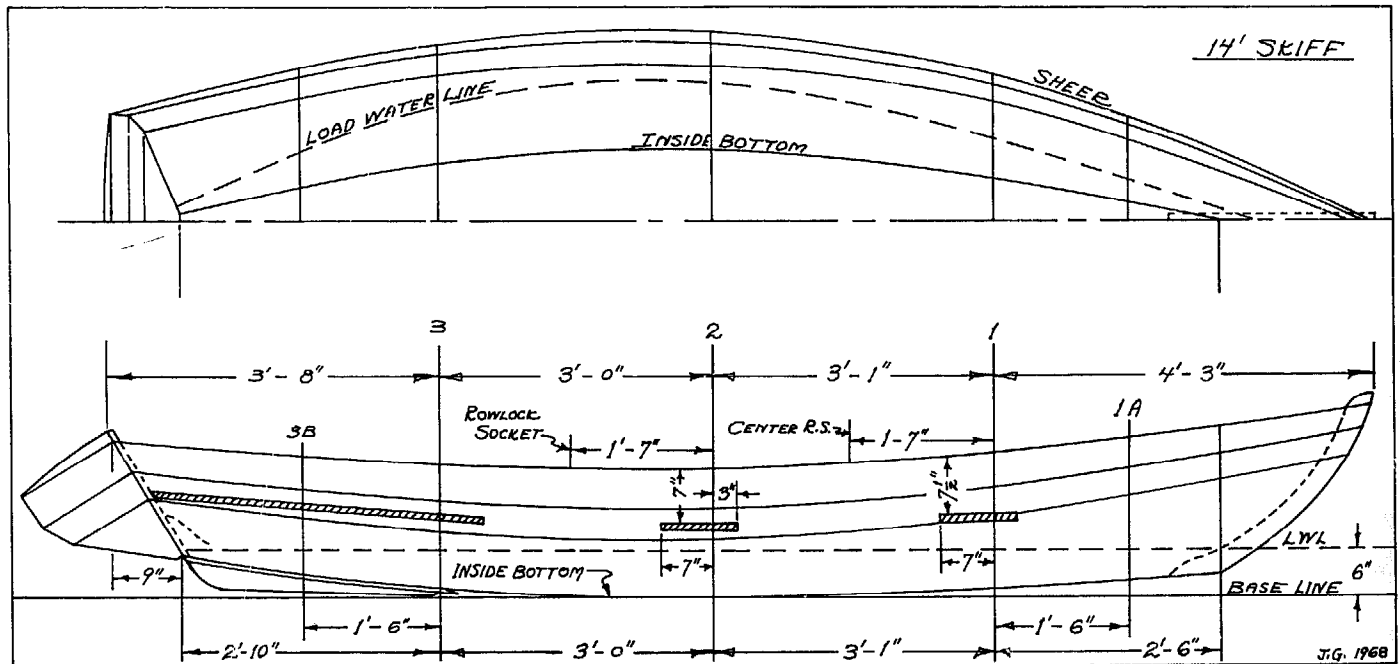 14' SKIFF
SHEER
LOAD WATER LINE
INSIDE BOTTOM
3 2 1
3'-8" 3'-0" 3'-1" 4'-3"
1A
ROWLOCK
SOCKET
CENTER R.S.
3B
1'-7" 1-7"
7" 3" 7½"
LWL
9" INSIDE BOTTOM 7" 7" 6"
BASE LINE
1'-6" 1'-6"
2'-10" 3'-0" 3'-1" 2'-6"
J.G. 1968